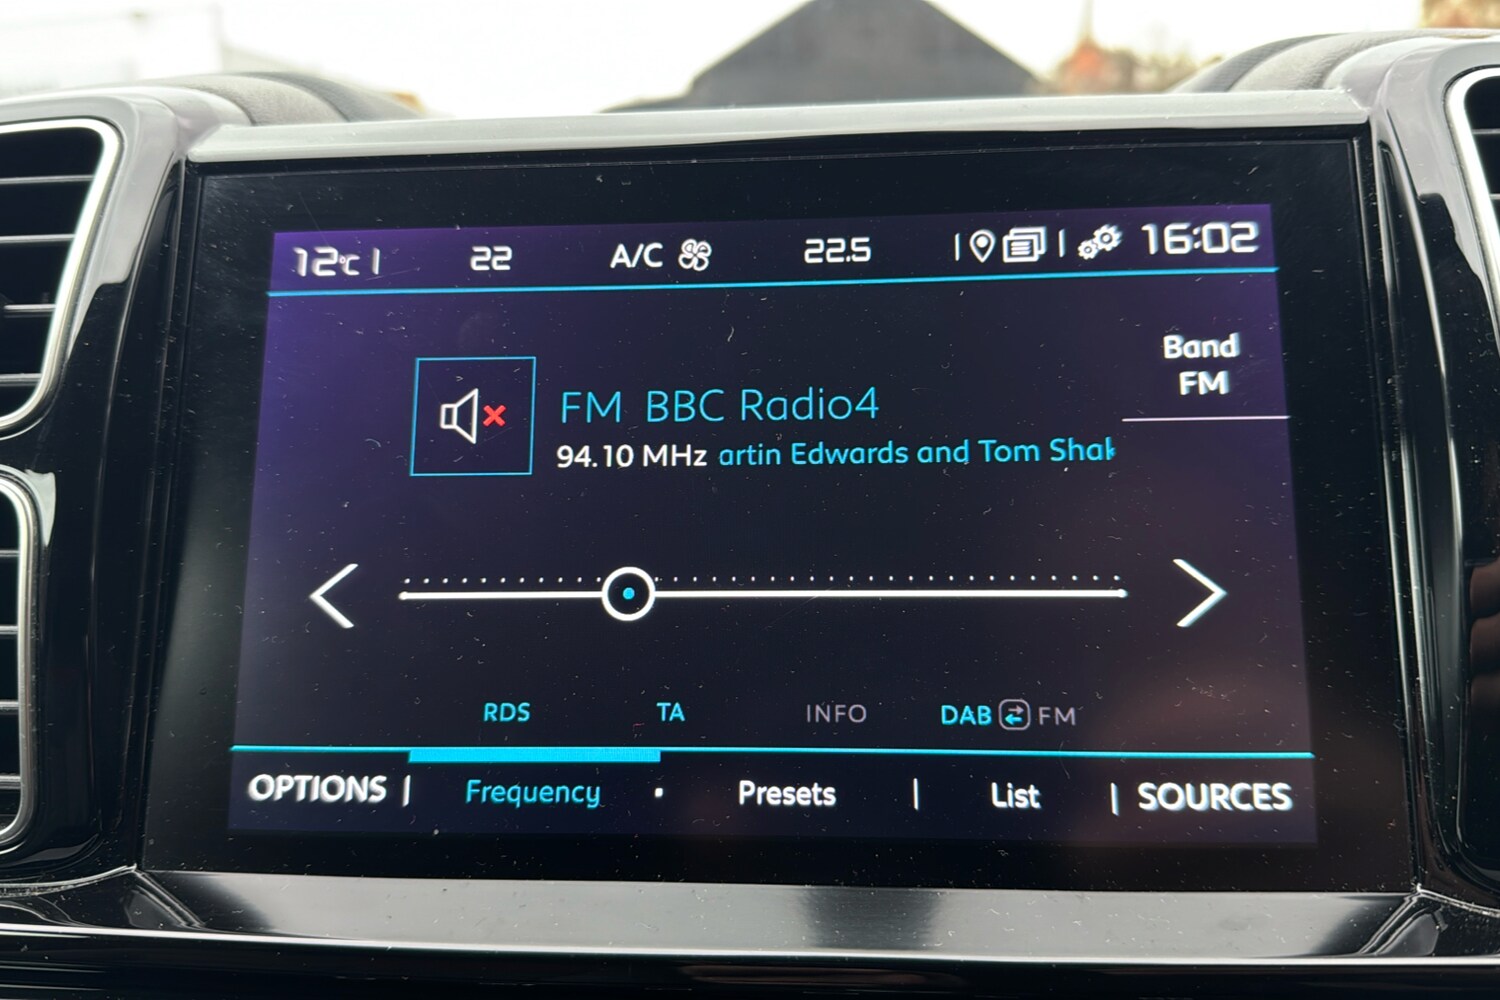 12°C 22 A/C 22.5 16:02
Band
FM
FM BBC Radio4
94.10 MHz artin Edwards and Tom Shak
RDS TA INFO DAB FM
OPTIONS Frequency Presets List SOURCES